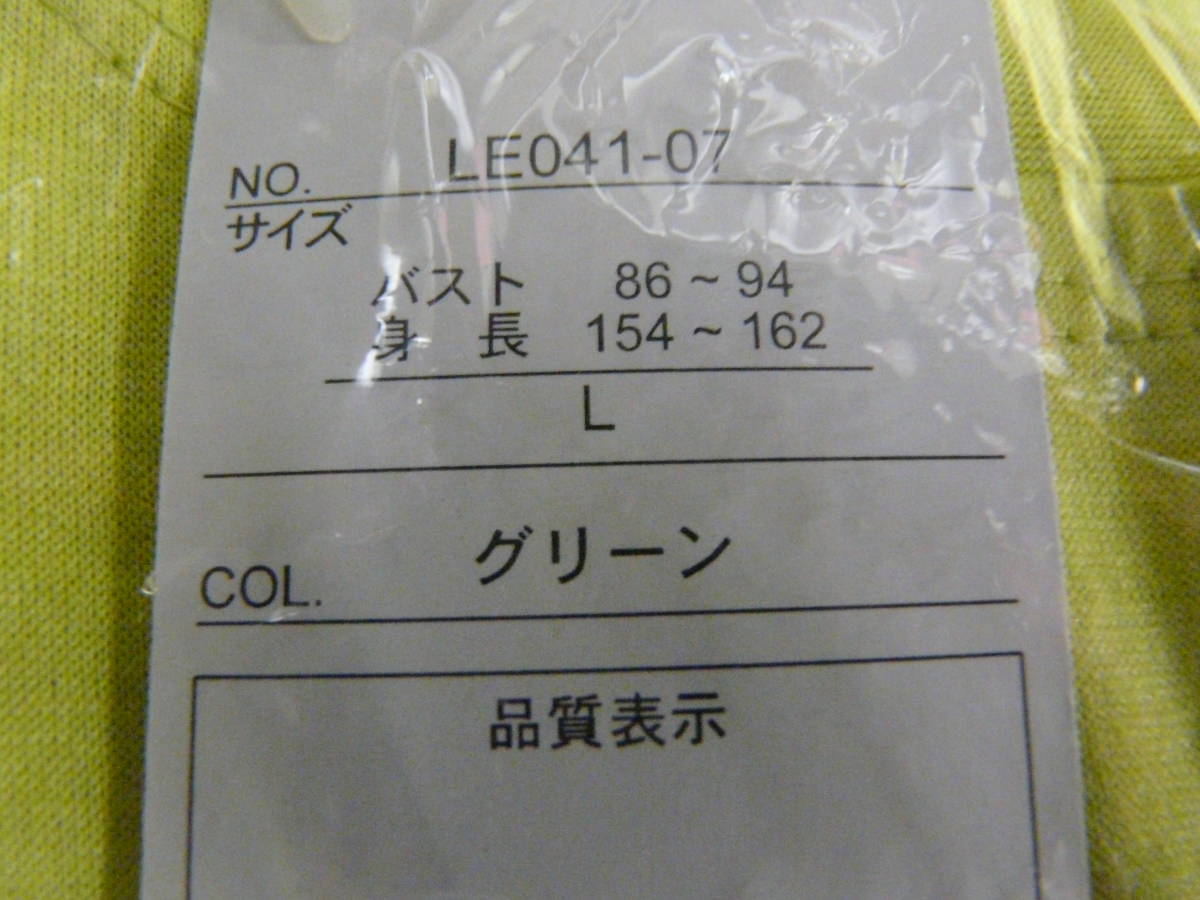 NO. LE041-07
サイズ
バスト 86 ~ 94
身 長 154 ~ 162
L
COL. グリーン
品質表示